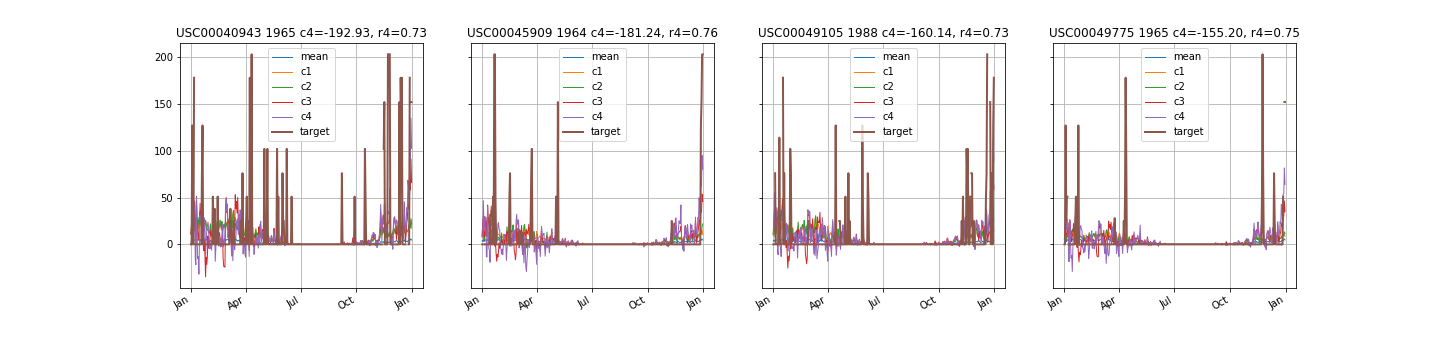 USC00040943 1965 c4=-192.93, r4=0.73
USC00045909 1964 c4=-181.24, r4=0.76
USC00049105 1988 c4=-160.14, r4=0.73
USC00049775 1965 c4=-155.20, r4=0.75
200
150
100
50
0
mean
c1
c2
c3
c4
target
mean
c1
c2
c3
c4
target
mean
c1
c2
c3
c4
target
mean
c1
c2
c3
c4
target
Jan
Apr
Jul
Oct
Jan
Jan
Apr
Jul
Oct
Jan
Jan
Apr
Jul
Oct
Jan
Jan
Apr
Jul
Oct
Jan